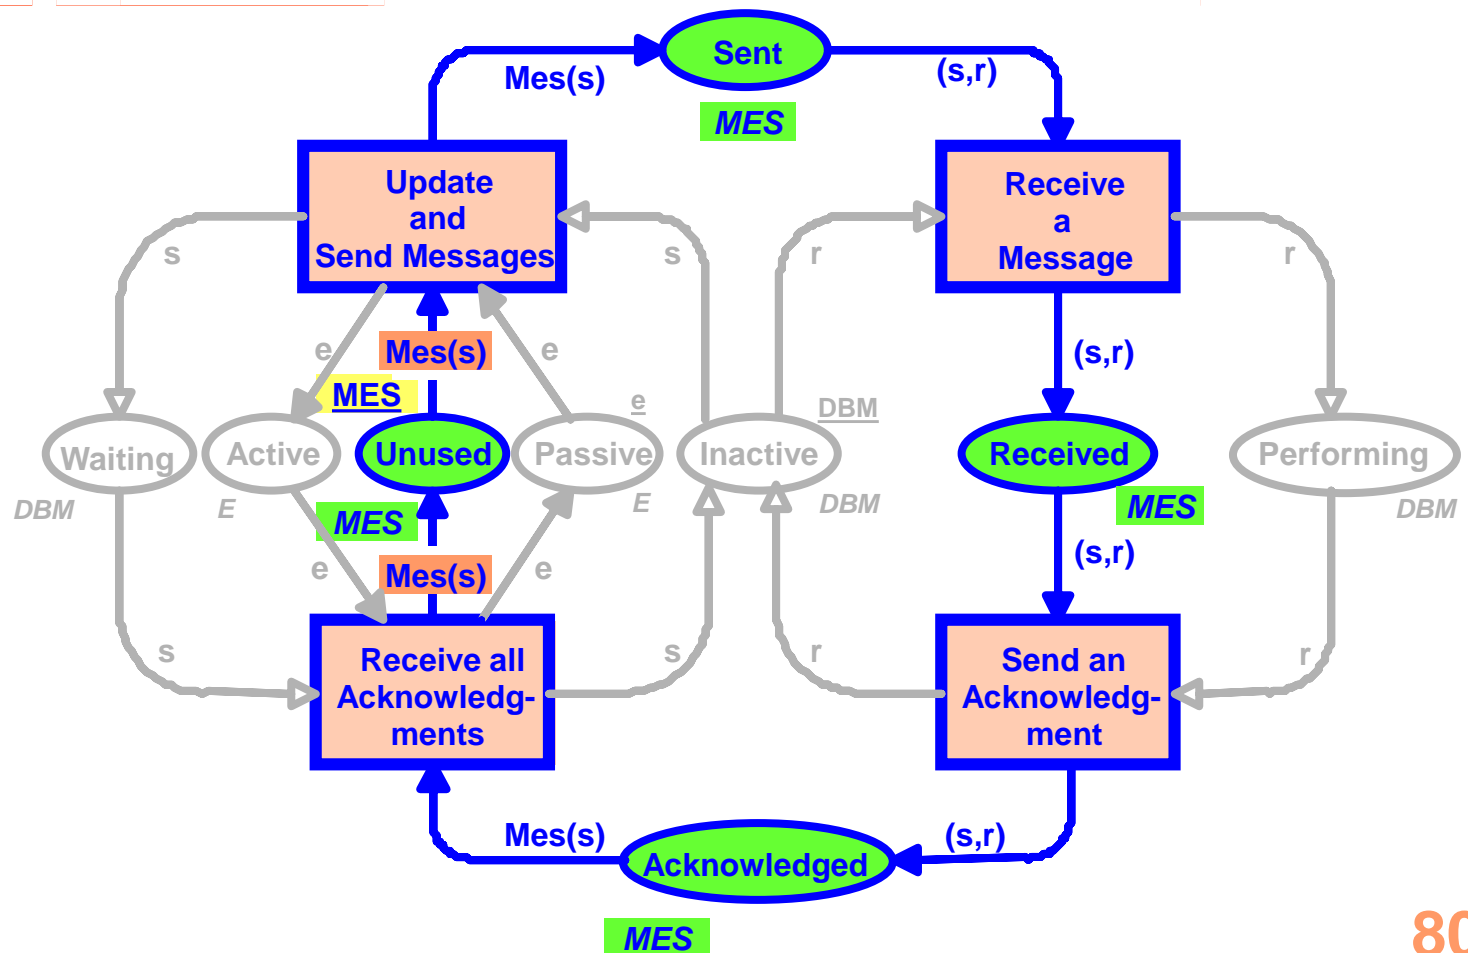 Sent
Mes(s)
(s,r)
MES
Update
and
Send Messages
Receive
a
Message
s
s
r
r
e
Mes(s)
e
(s,r)
MES
e
DBM
Waiting
Active
Unused
Passive
Inactive
Received
Performing
DBM
E
MES
E
DBM
MES
DBM
e
Mes(s)
e
(s,r)
s
Receive all
Acknowledg-
ments
s
r
Send an
Acknowledg-
ment
r
Mes(s)
Acknowledged
(s,r)
MES
80